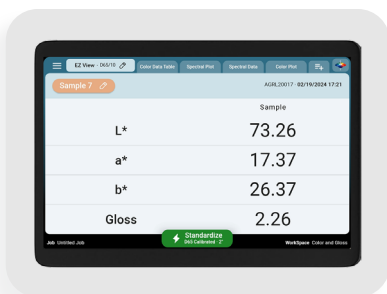 EZ View - D65/10 Color Data Table Spectral Plot Spectral Data Color Plot
Sample 7 AGRL20017 - 02/19/2024 17:21
Sample
L* 73.26
a* 17.37
b* 26.37
Gloss 2.26
Standardize
D65 Calibrated - 2°
Job Untitled Job WorkSpace Color and Gloss